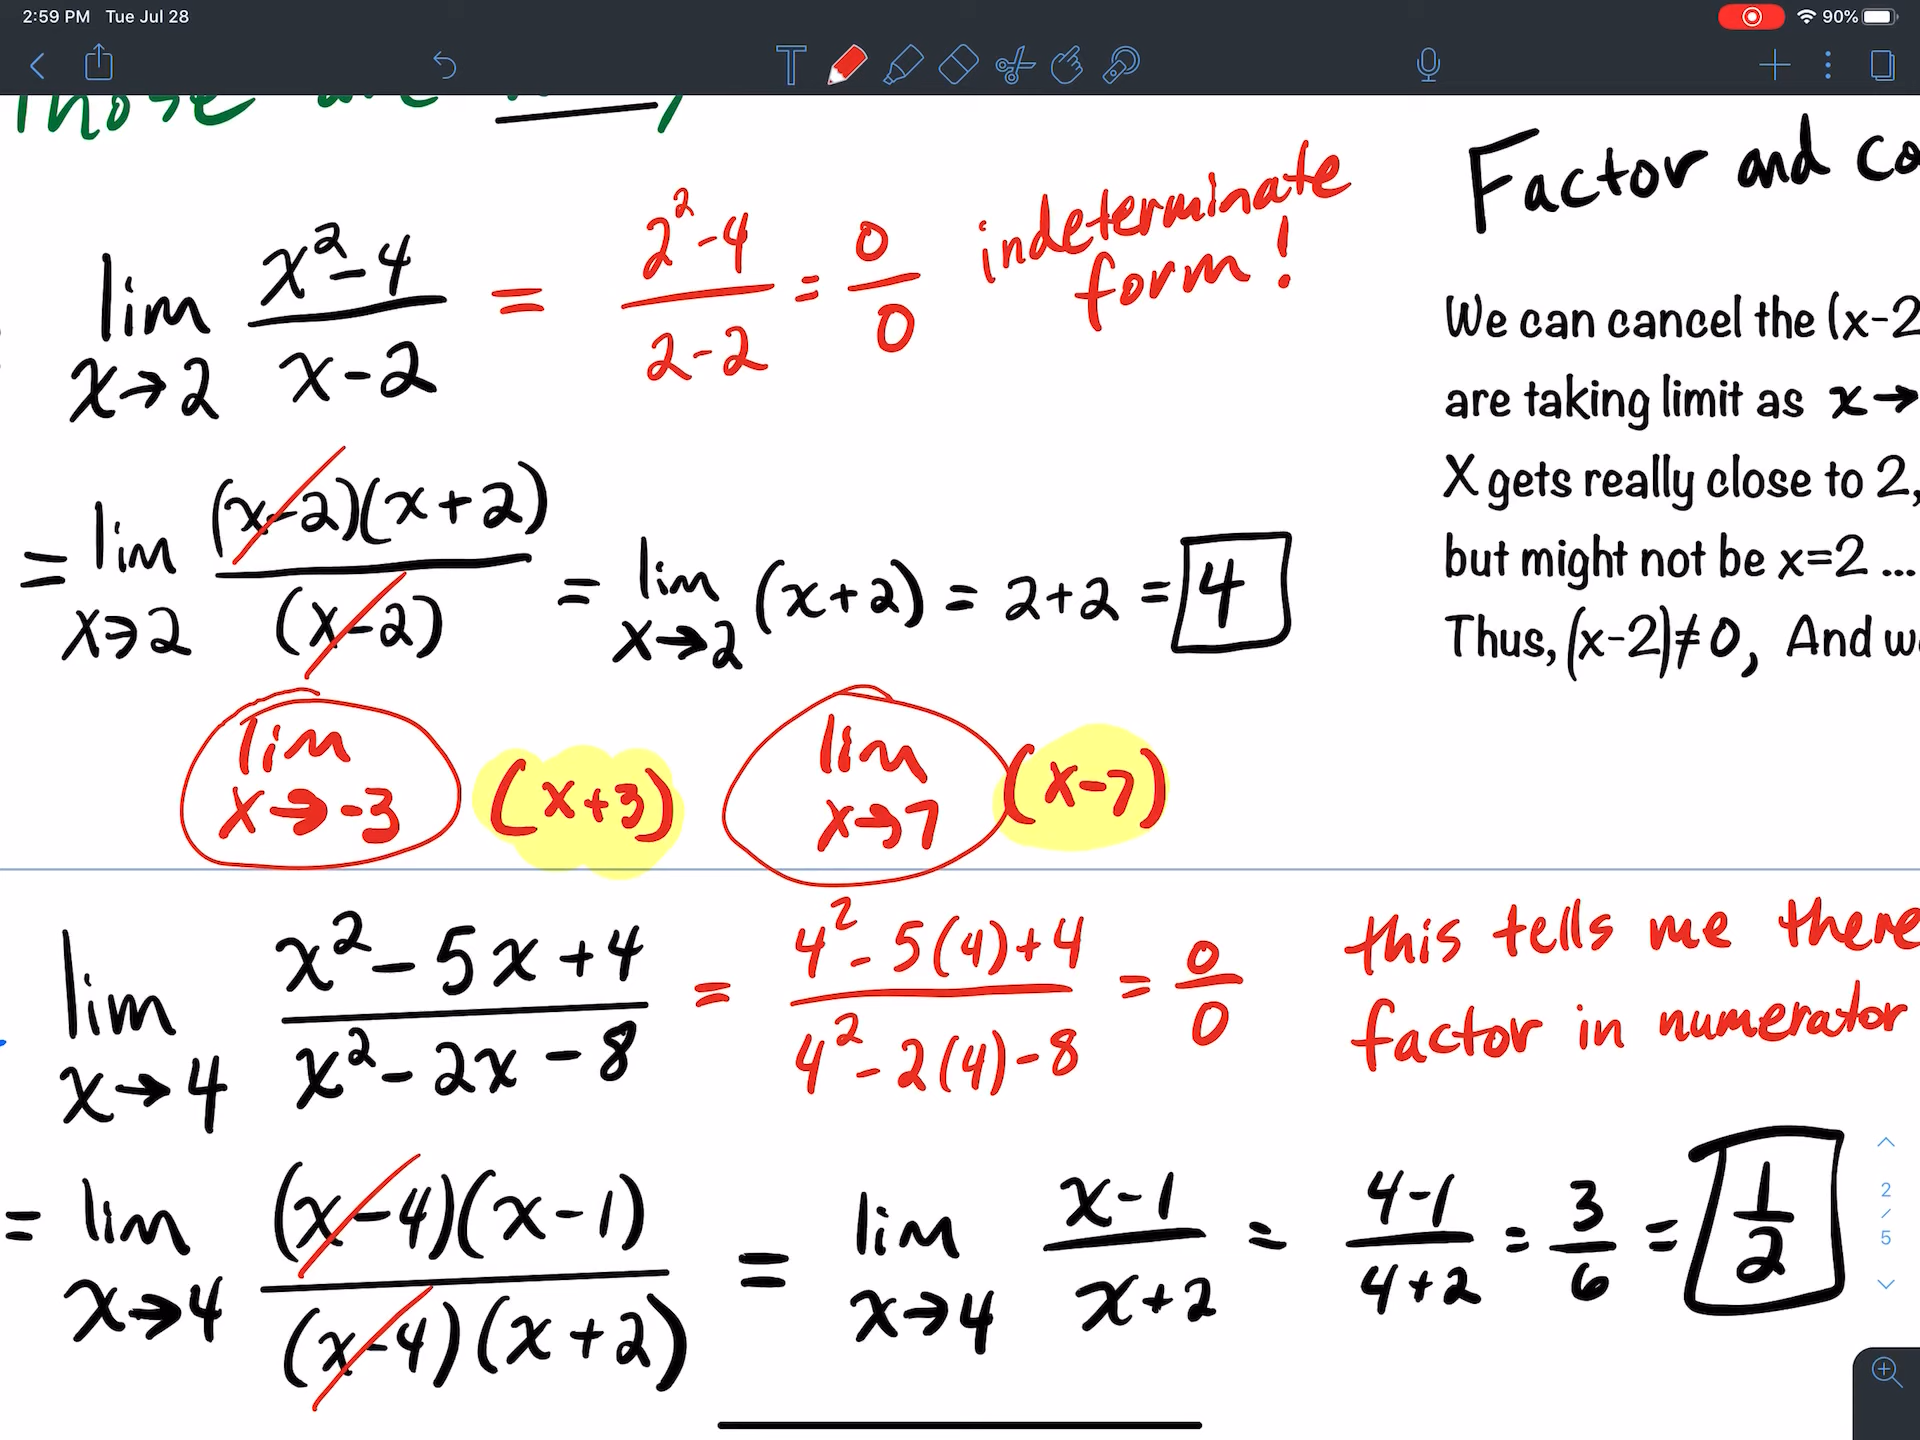 2:59 PM Tue Jul 28
90%
Those are
lim x→2 (x²-4)/(x-2) = (2²-4)/(2-2) = 0/0 indeterminate form!
= lim x→2 (x-2)(x+2)/(x-2) = lim x→2 (x+2) = 2+2 = 4
lim x→-3 (x+3) lim x→7 (x-7)
Factor and
We can cancel the (x-2
are taking limit as x→
X gets really close to 2,
but might not be x=2 ...
Thus, (x-2)≠0, And
lim x→4 (x²-5x+4)/(x²-2x-8) = (4²-5(4)+4)/(4²-2(4)-8) = 0/0
this tells me there
factor in numerator
= lim x→4 (x-4)(x-1)/(x-4)(x+2) = lim x→4 (x-1)/(x+2) = (4-1)/(4+2) = 3/6 = 1/2
2
/
5